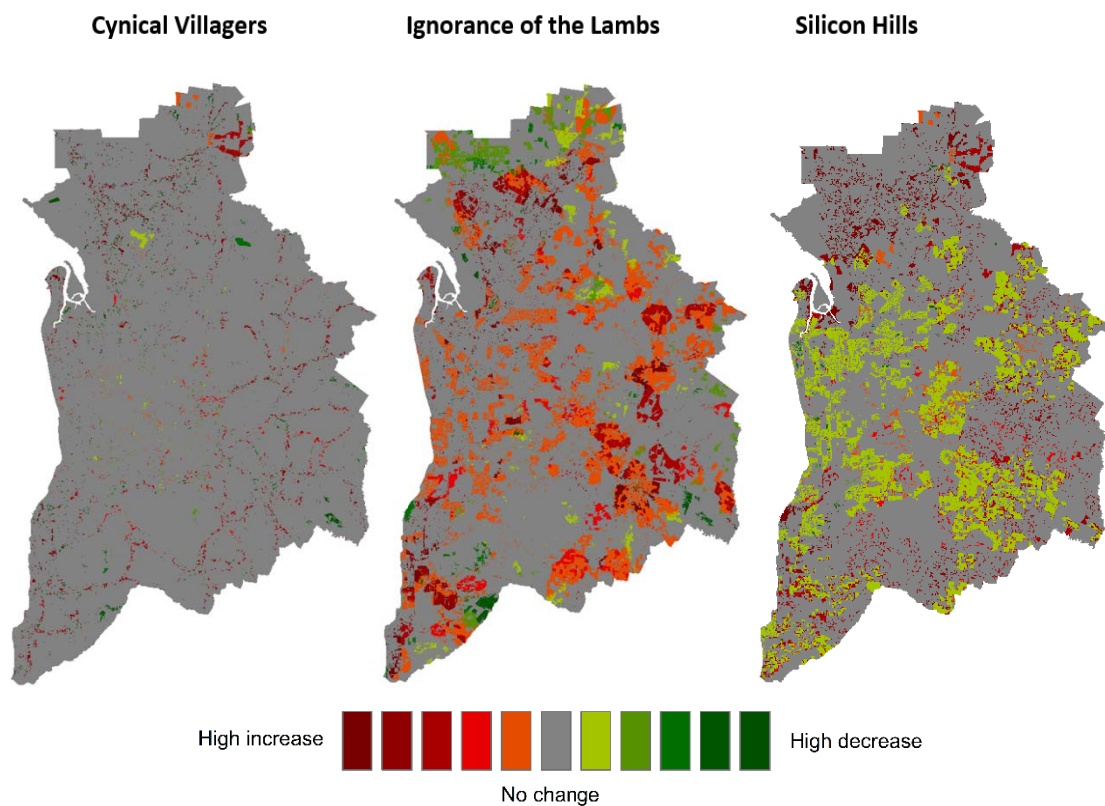 Cynical Villagers
Ignorance of the Lambs
Silicon Hills
High increase
High decrease
No change